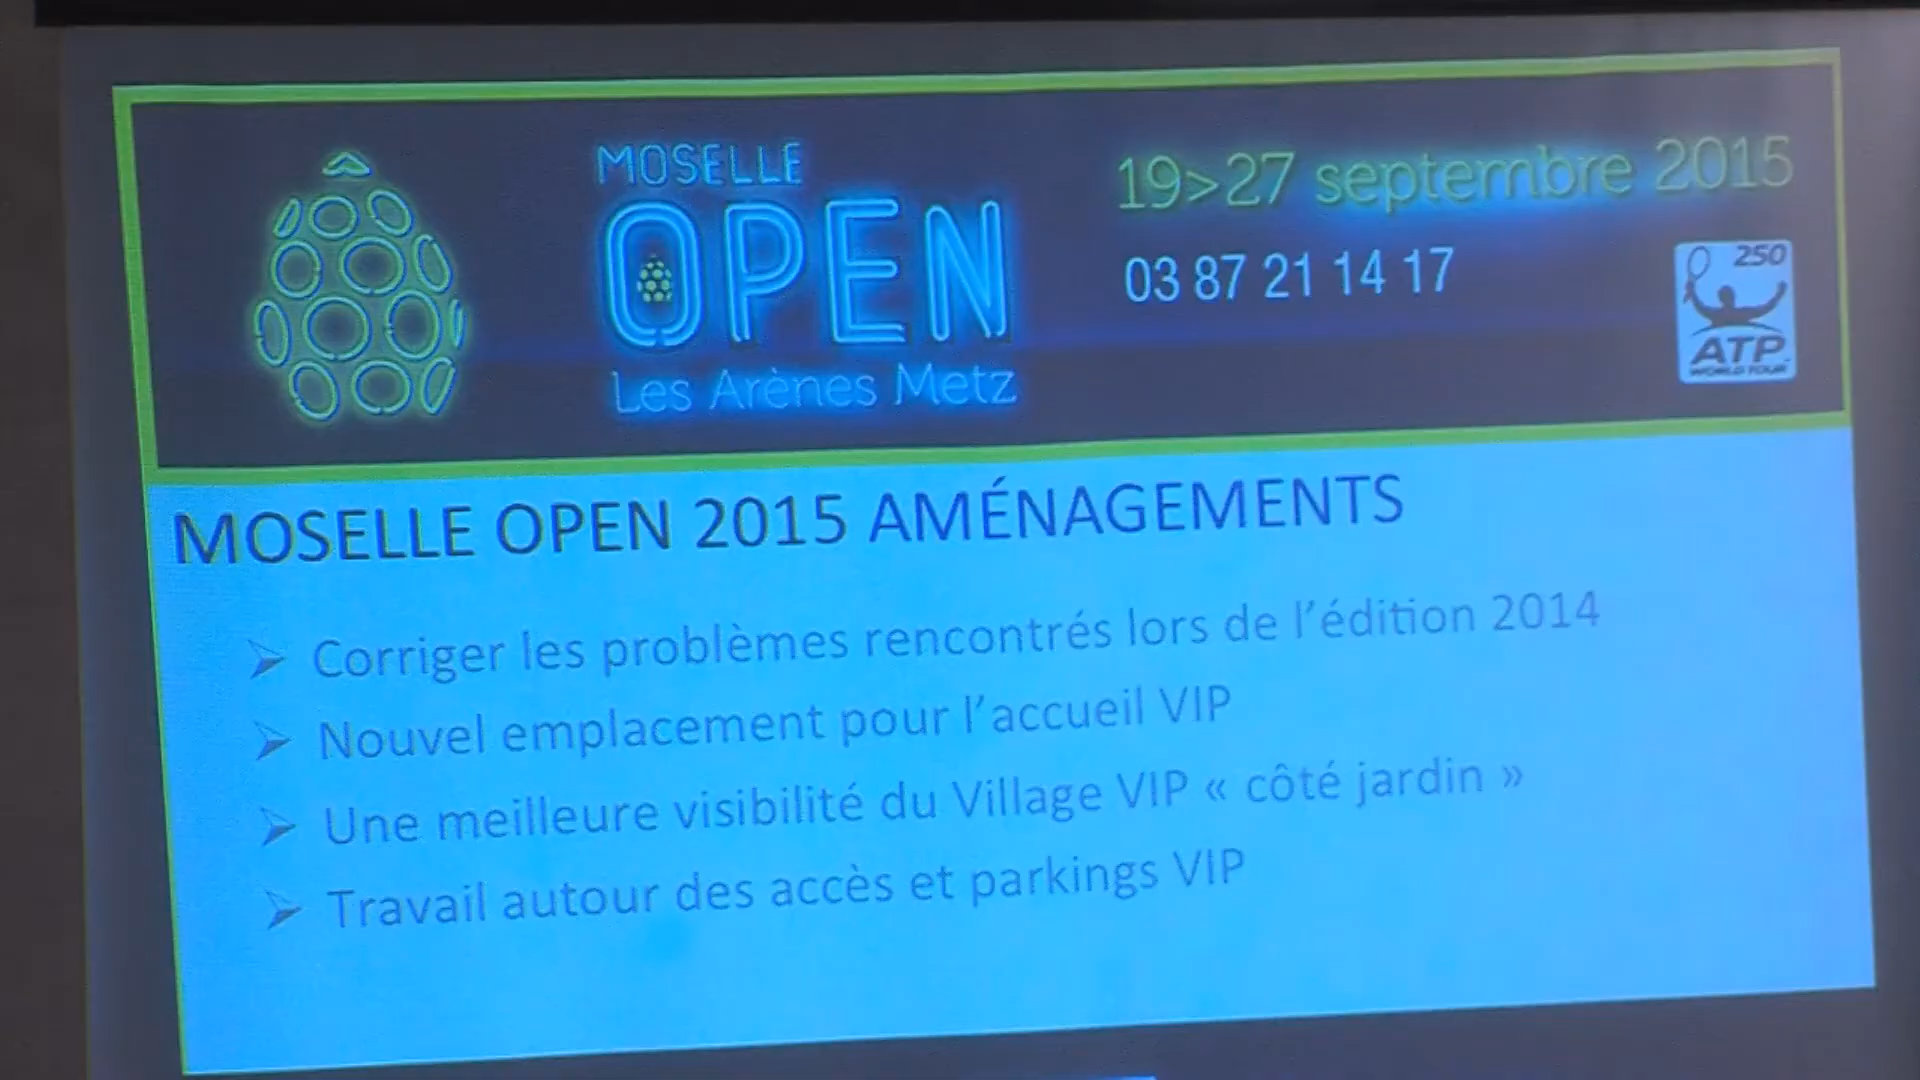 MOSELLE
OPEN
Les Arènes Metz
19>27 septembre 2015
03 87 21 14 17
250
ATP
WORLD TOUR
MOSELLE OPEN 2015 AMÉNAGEMENTS
➢ Corriger les problèmes rencontrés lors de l’édition 2014
➢ Nouvel emplacement pour l’accueil VIP
➢ Une meilleure visibilité du Village VIP « côté jardin »
➢ Travail autour des accès et parkings VIP